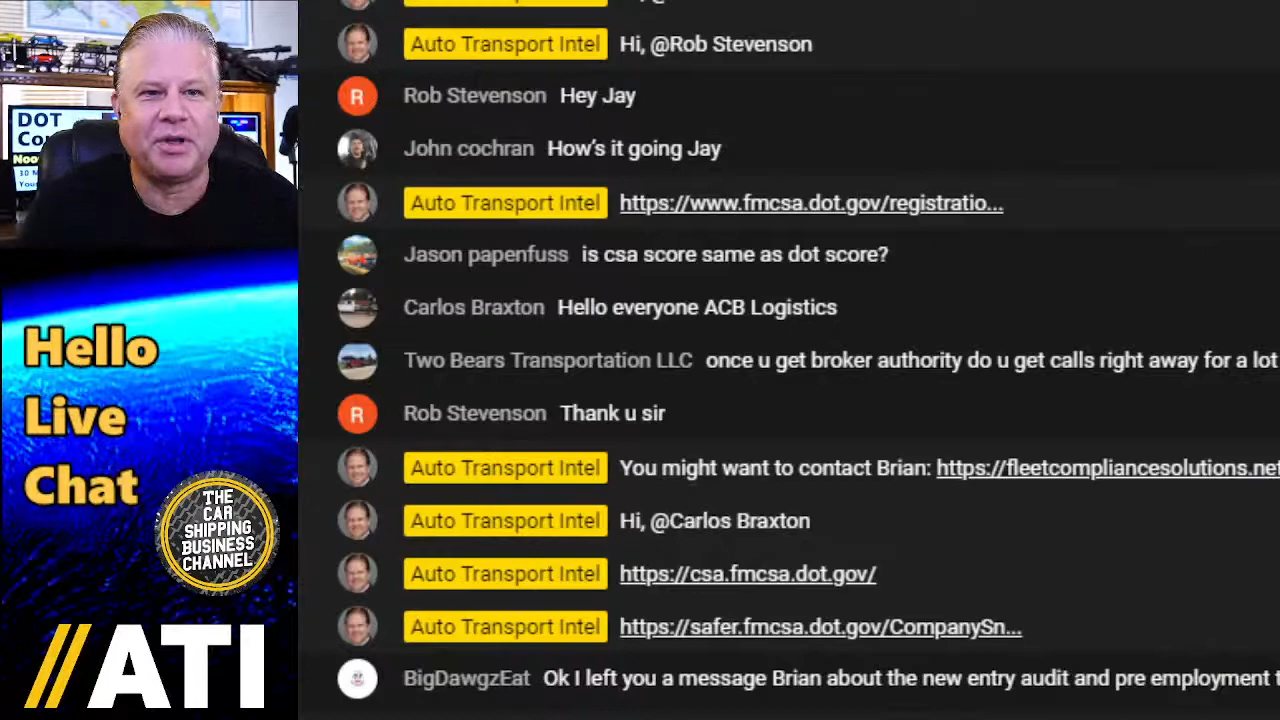 DOT
Auto Transport Intel Hi, @Rob Stevenson
R Rob Stevenson Hey Jay
John cochran How's it going Jay
Auto Transport Intel https://www.fmcsa.dot.gov/registratio...
Jason papenfuss is csa score same as dot score?
Carlos Braxton Hello everyone ACB Logistics
Two Bears Transportation LLC once u get broker authority do u get calls right away for a lot
R Rob Stevenson Thank u sir
Auto Transport Intel You might want to contact Brian: https://fleetcompliancesolutions.net
Auto Transport Intel Hi, @Carlos Braxton
Auto Transport Intel https://csa.fmcsa.dot.gov/
Auto Transport Intel https://safer.fmcsa.dot.gov/CompanySn...
BigDawgzEat Ok I left you a message Brian about the new entry audit and pre employment
Hello
Live
Chat
THE
CAR
SHIPPING
BUSINESS
CHANNEL
//ATI